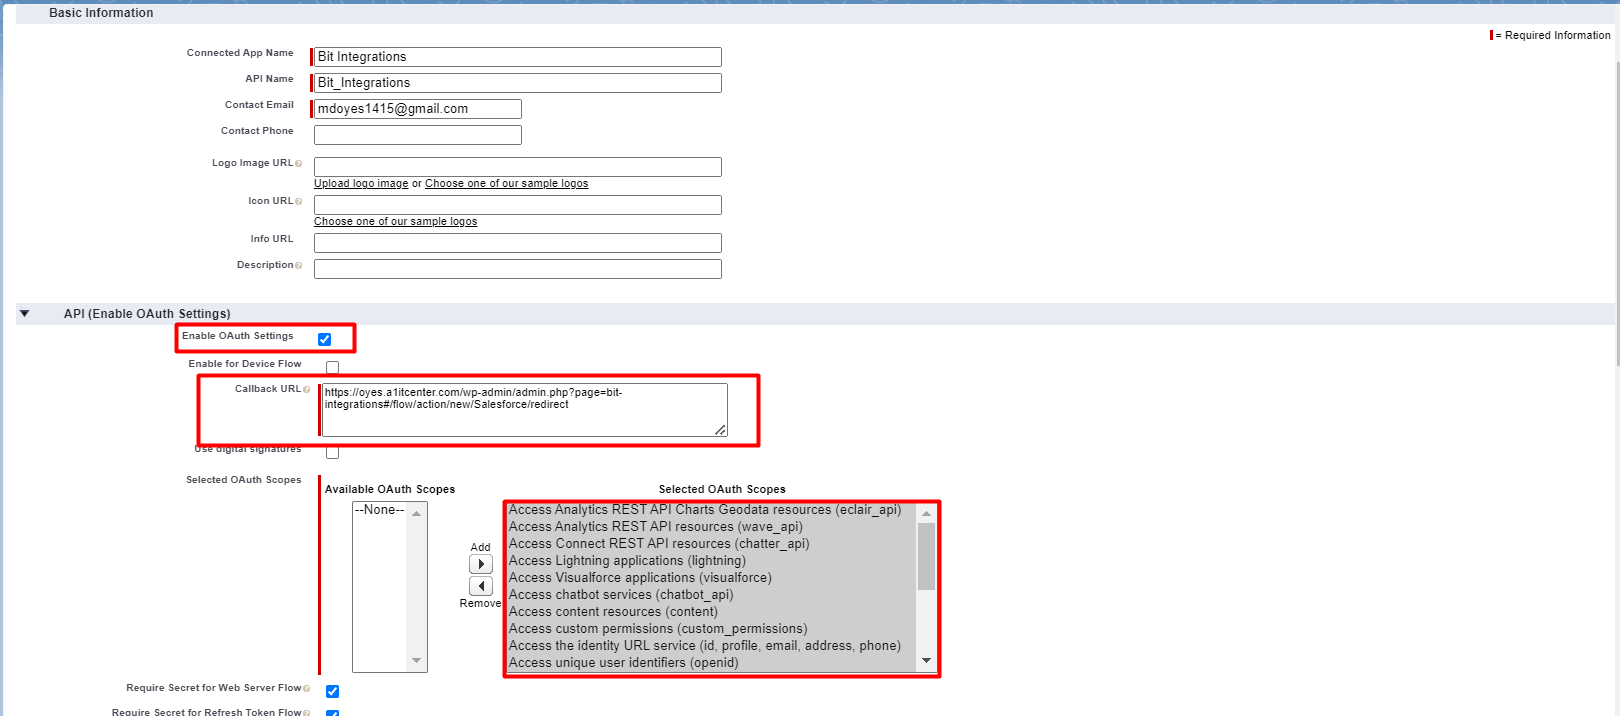 Basic Information
= Required Information
Connected App Name
Bit Integrations
API Name
Bit_Integrations
Contact Email
mdoyes1415@gmail.com
Contact Phone
Logo Image URL
Upload logo image or Choose one of our sample logos
Icon URL
Choose one of our sample logos
Info URL
Description
API (Enable OAuth Settings)
Enable OAuth Settings
Enable for Device Flow
Callback URL
https://oyes.a1itcenter.com/wp-admin/admin.php?page=bit-
integrations#/flow/action/new/Salesforce/redirect
Use digital signatures
Selected OAuth Scopes
Available OAuth Scopes
--None--
Add
Remove
Selected OAuth Scopes
Access Analytics REST API Charts Geodata resources (eclair_api)
Access Analytics REST API resources (wave_api)
Access Connect REST API resources (chatter_api)
Access Lightning applications (lightning)
Access Visualforce applications (visualforce)
Access chatbot services (chatbot_api)
Access content resources (content)
Access custom permissions (custom_permissions)
Access the identity URL service (id, profile, email, address, phone)
Access unique user identifiers (openid)
Require Secret for Web Server Flow
Require Secret for Refresh Token Flow